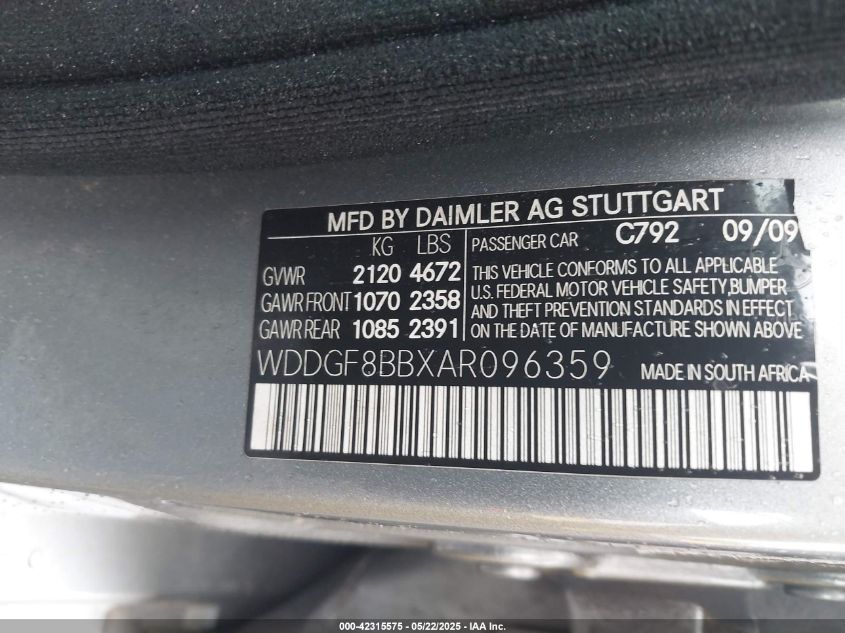 MFD BY DAIMLER AG STUTTGART
KG LBS
GVWR 2120 4672
GAWR FRONT 1070 2358
GAWR REAR 1085 2391
PASSENGER CAR C792 09/09
THIS VEHICLE CONFORMS TO ALL APPLICABLE
U.S. FEDERAL MOTOR VEHICLE SAFETY,BUMPER
AND THEFT PREVENTION STANDARDS IN EFFECT
ON THE DATE OF MANUFACTURE SHOWN ABOVE
WDDGF8BBXAR096359 MADE IN SOUTH AFRICA
000-42315575 - 05/22/2025 - IAA Inc.